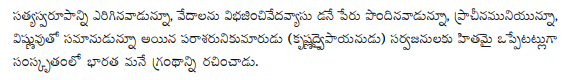 సత్యస్వరూపాన్ని ఎరిగినవాడున్నూ, వేదాలను విభజించివేదవ్యాసు డనే పేరు పొందినవాడున్నూ, ప్రాచీనమునియున్నూ,
విష్ణువుతో సమానుడున్నూ అయిన పరాశరునికుమారుడు (కృష్ణద్వైపాయనుడు) సర్వజనులకు హితమై ఒప్పేటట్లుగా
సంస్కృతంలో భారత మనే గ్రంథాన్ని రచించాడు.